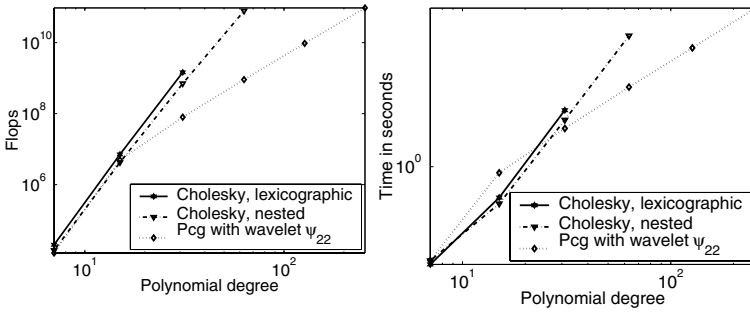 10^10
10^8
10^6
Flops
Cholesky, lexicographic
Cholesky, nested
Pcg with wavelet ψ_22
10^1
10^2
Polynomial degree
10^0
Time in seconds
Cholesky, lexicographic
Cholesky, nested
Pcg with wavelet ψ_22
10^1
10^2
Polynomial degree